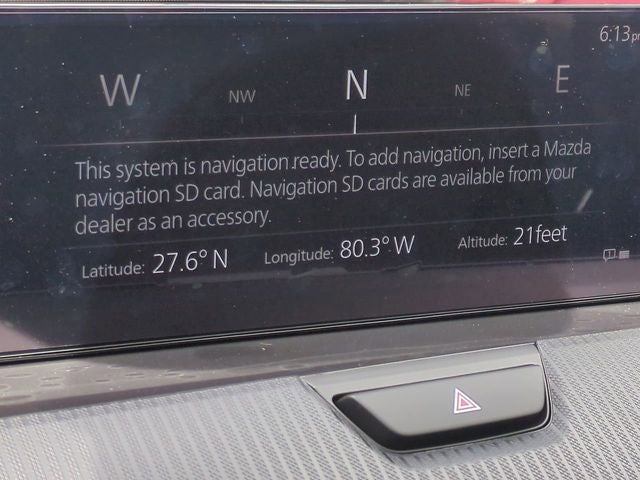 6:13pm
W NW N NE E
This system is navigation ready. To add navigation, insert a Mazda
navigation SD card. Navigation SD cards are available from your
dealer as an accessory.
Latitude: 27.6° N Longitude: 80.3° W Altitude: 21feet